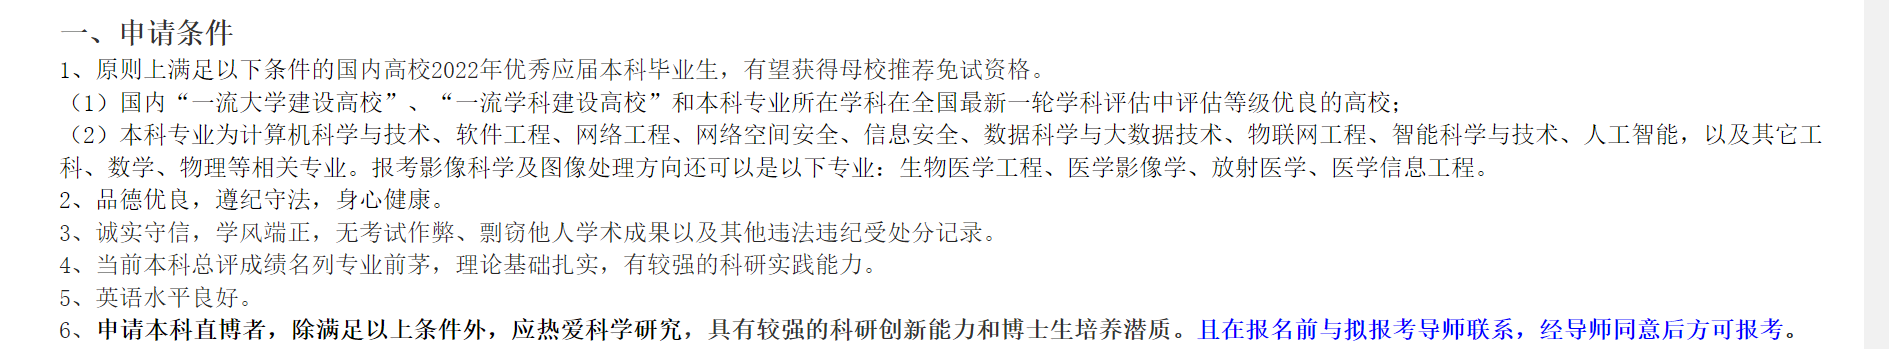 一、申请条件
1、原则上满足以下条件的国内高校2022年优秀应届本科毕业生，有望获得母校推荐免试资格。
（1）国内“一流大学建设高校”、“一流学科建设高校”和本科专业所在学科在全国最新一轮学科评估中评估等级优良的高校；
（2）本科专业为计算机科学与技术、软件工程、网络工程、网络空间安全、信息安全、数据科学与大数据技术、物联网工程、智能科学与技术、人工智能，以及其它工
科、数学、物理等相关专业。报考影像科学及图像处理方向还可以是以下专业：生物医学工程、医学影像学、放射医学、医学信息工程。
2、品德优良，遵纪守法，身心健康。
3、诚实守信，学风端正，无考试作弊、剽窃他人学术成果以及其他违法违纪受处分记录。
4、当前本科总评成绩名列专业前茅，理论基础扎实，有较强的科研实践能力。
5、英语水平良好。
6、申请本科直博者，除满足以上条件外，应热爱科学研究，具有较强的科研创新能力和博士生培养潜质。且在报名前与拟报考导师联系，经导师同意后方可报考。